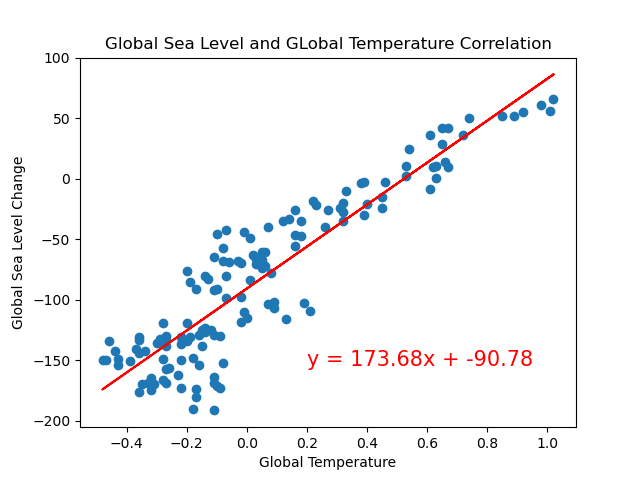 Global Sea Level and GLobal Temperature Correlation
Global Sea Level Change
100
50
0
−50
−100
−150
−200
y = 173.68x + -90.78
−0.4 −0.2 0.0 0.2 0.4 0.6 0.8 1.0
Global Temperature